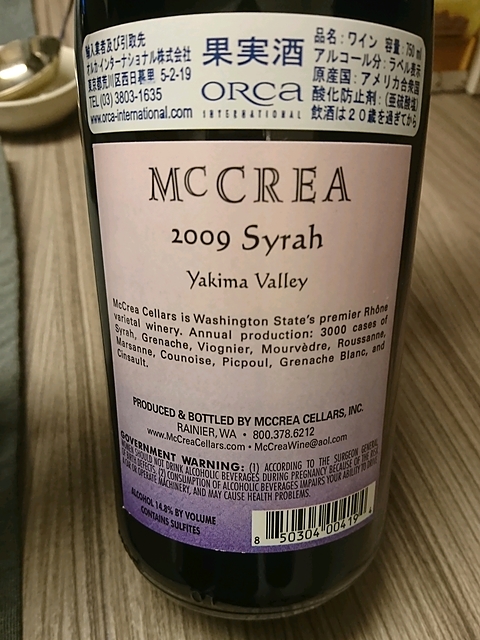 輸入業者及び引取先
オルカ・インターナショナル株式会社
東京都荒川区西日暮里 5-2-19
TEL (03) 3803-1635
www.orca-international.com
果実酒
ORCA
INTERNATIONAL
品名：ワイン 容量：750 ml
アルコール分：ラベル表示
原産国：アメリカ合衆国
酸化防止剤：(亜硫酸塩)
飲酒は20歳を過ぎてから
McCREA
2009 Syrah
Yakima Valley
McCrea Cellars is Washington State's premier Rhône
varietal winery. Annual production: 3000 cases of
Syrah, Grenache, Viognier, Mourvèdre, Roussanne,
Marsanne, Counoise, Picpoul, Grenache Blanc, and
Cinsault.
PRODUCED & BOTTLED BY MCCREA CELLARS, INC.
RAINIER, WA • 800.378.6212
www.McCreaCellars.com • McCreaWine@aol.com
GOVERNMENT WARNING: (1) ACCORDING TO THE SURGEON GENERAL,
WOMEN SHOULD NOT DRINK ALCOHOLIC BEVERAGES DURING PREGNANCY BECAUSE OF THE RISK
OF BIRTH DEFECTS. (2) CONSUMPTION OF ALCOHOLIC BEVERAGES IMPAIRS YOUR ABILITY TO DRIVE
A CAR OR OPERATE MACHINERY, AND MAY CAUSE HEALTH PROBLEMS.
ALCOHOL 14.8% BY VOLUME
CONTAINS SULFITES
8 50304 00419 4